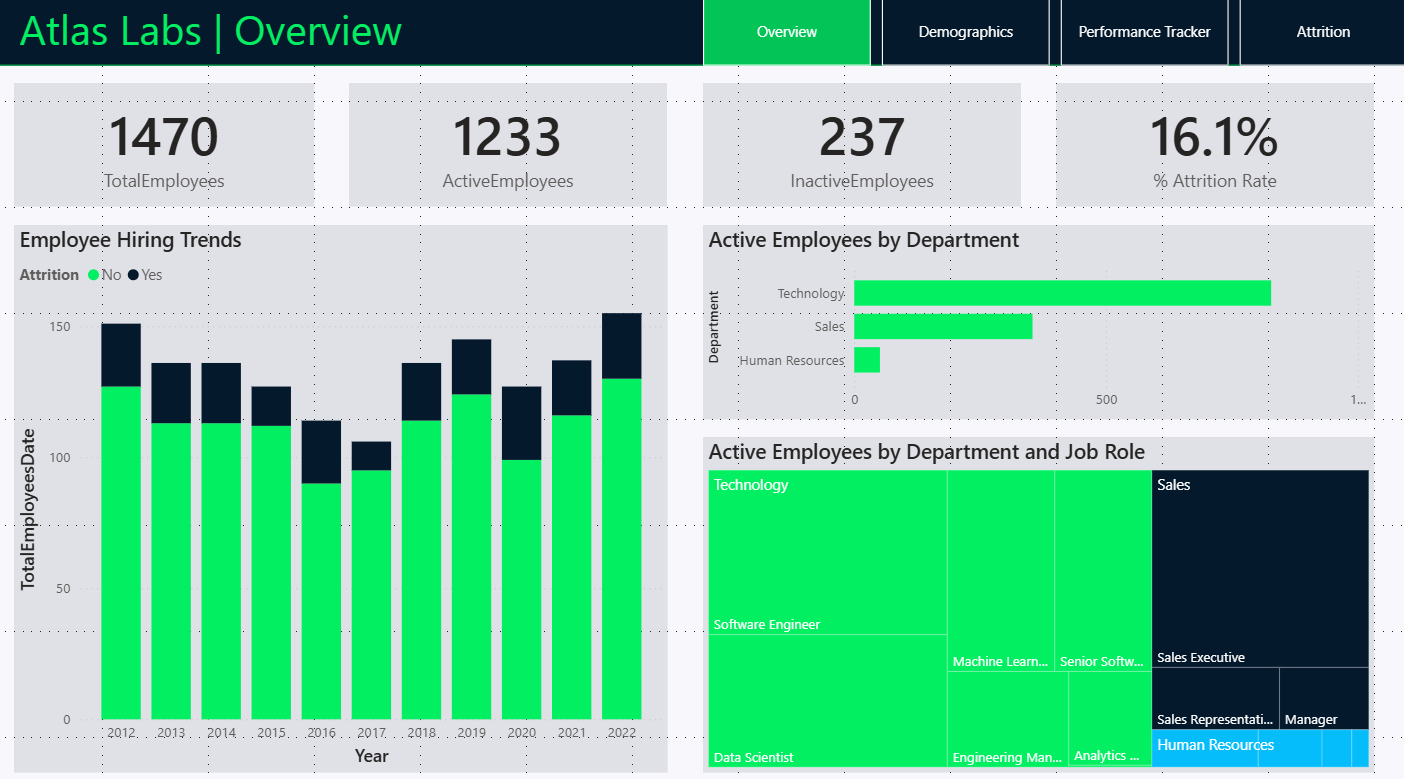 Atlas Labs | Overview
Overview
Demographics
Performance Tracker
Attrition
1470
TotalEmployees
1233
ActiveEmployees
237
InactiveEmployees
16.1%
% Attrition Rate
Employee Hiring Trends
Attrition No Yes
150
100
50
0
TotalEmployeesDate
2012 2013 2014 2015 2016 2017 2018 2019 2020 2021 2022
Year
Active Employees by Department
Department
Technology
Sales
Human Resources
0 500 1...
Active Employees by Department and Job Role
Technology
Software Engineer
Data Scientist
Machine Learn...
Senior Softw...
Engineering Man...
Analytics ...
Sales
Sales Executive
Sales Representati...
Manager
Human Resources